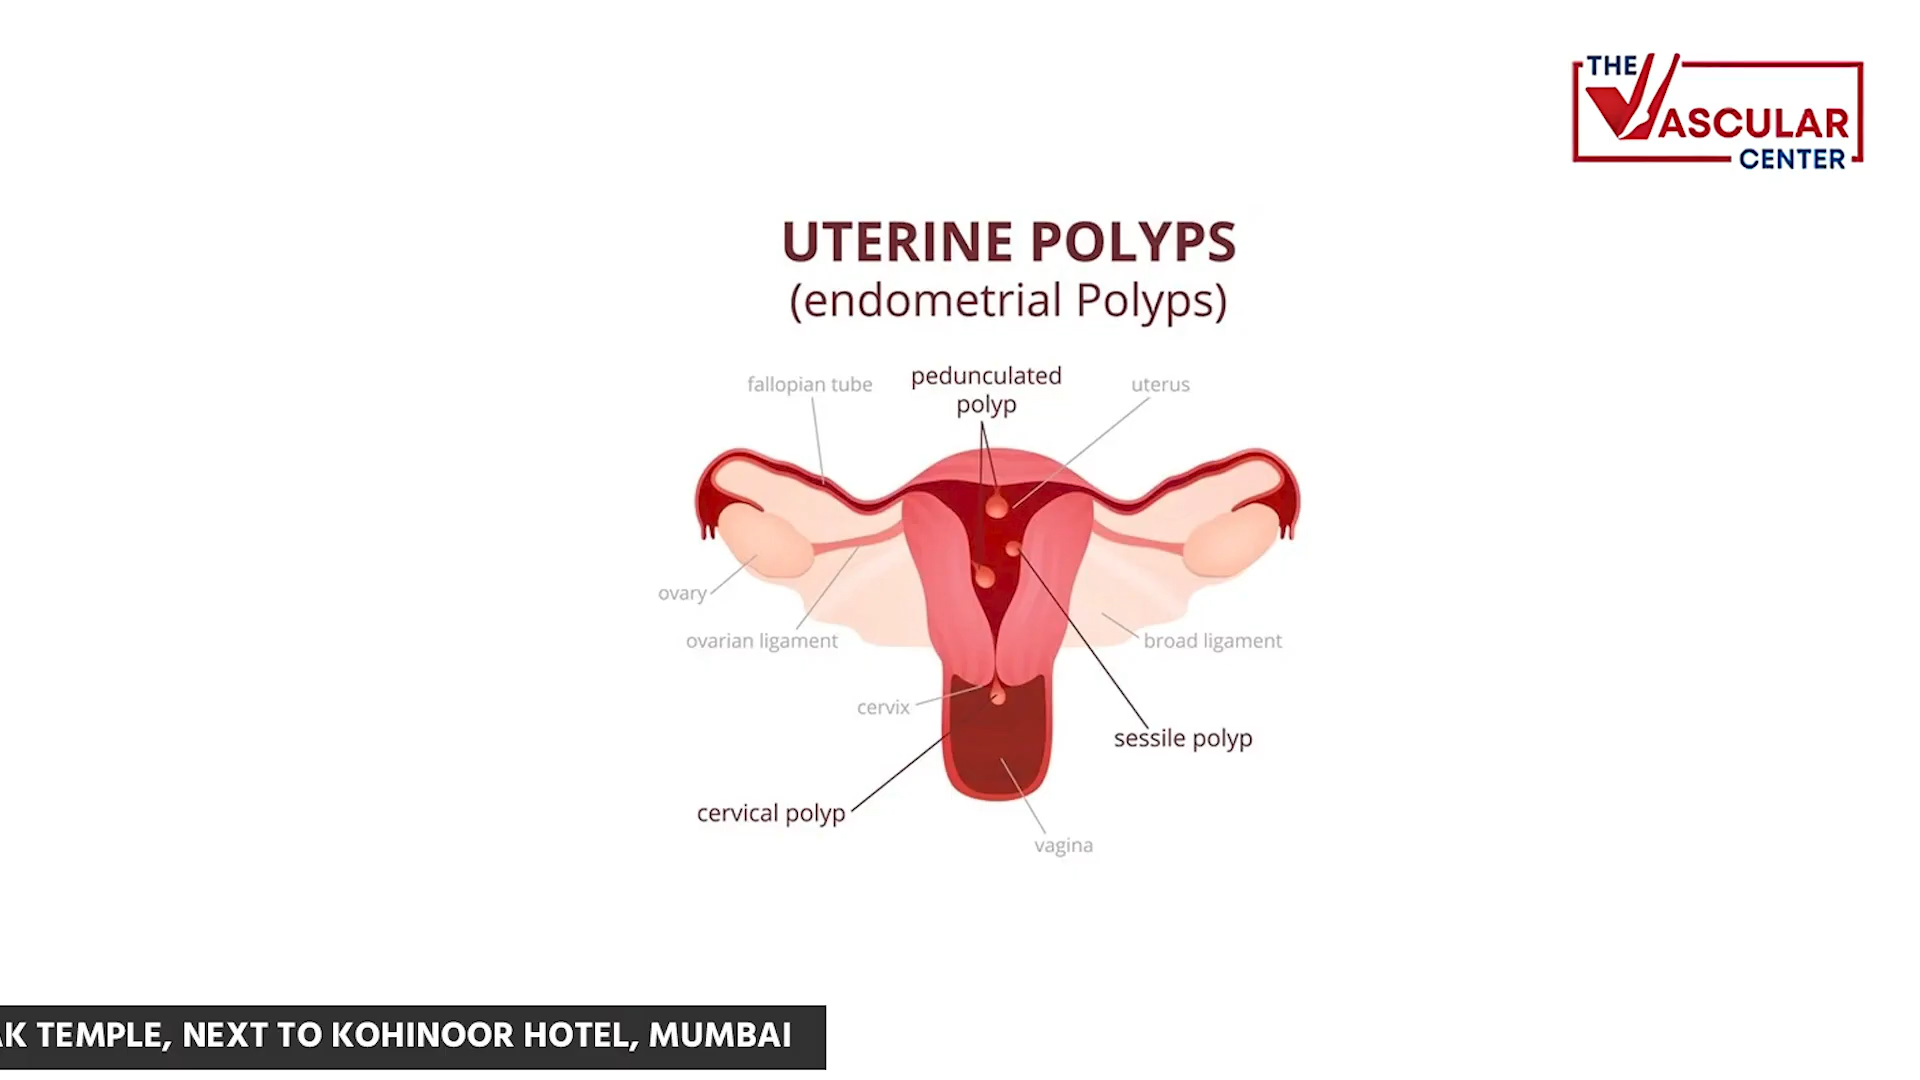 THE
VASCULAR
CENTER
UTERINE POLYPS
(endometrial Polyps)
fallopian tube
pedunculated
polyp
uterus
ovary
ovarian ligament
broad ligament
cervix
sessile polyp
cervical polyp
vagina
TEMPLE, NEXT TO KOHINOOR HOTEL, MUMBAI